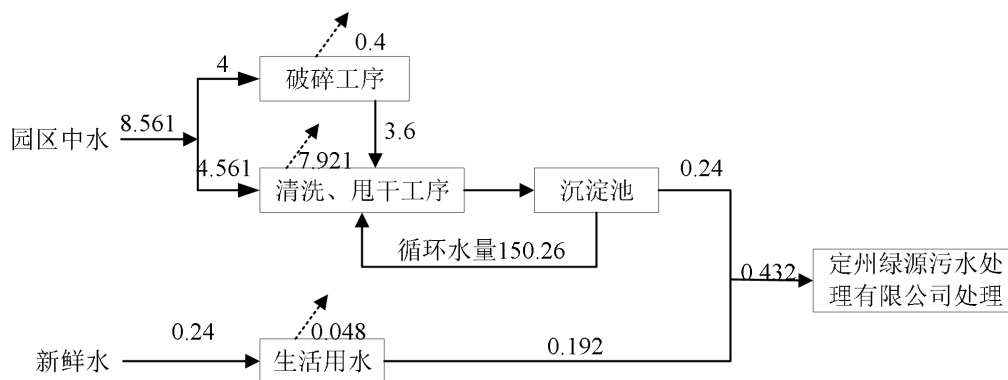 0.4
4
破碎工序
园区中水
8.561
3.6
4.561
7.921
清洗、甩干工序
沉淀池
0.24
循环水量150.26
0.432
定州绿源污水处
理有限公司处理
新鲜水
0.24
0.048
生活用水
0.192